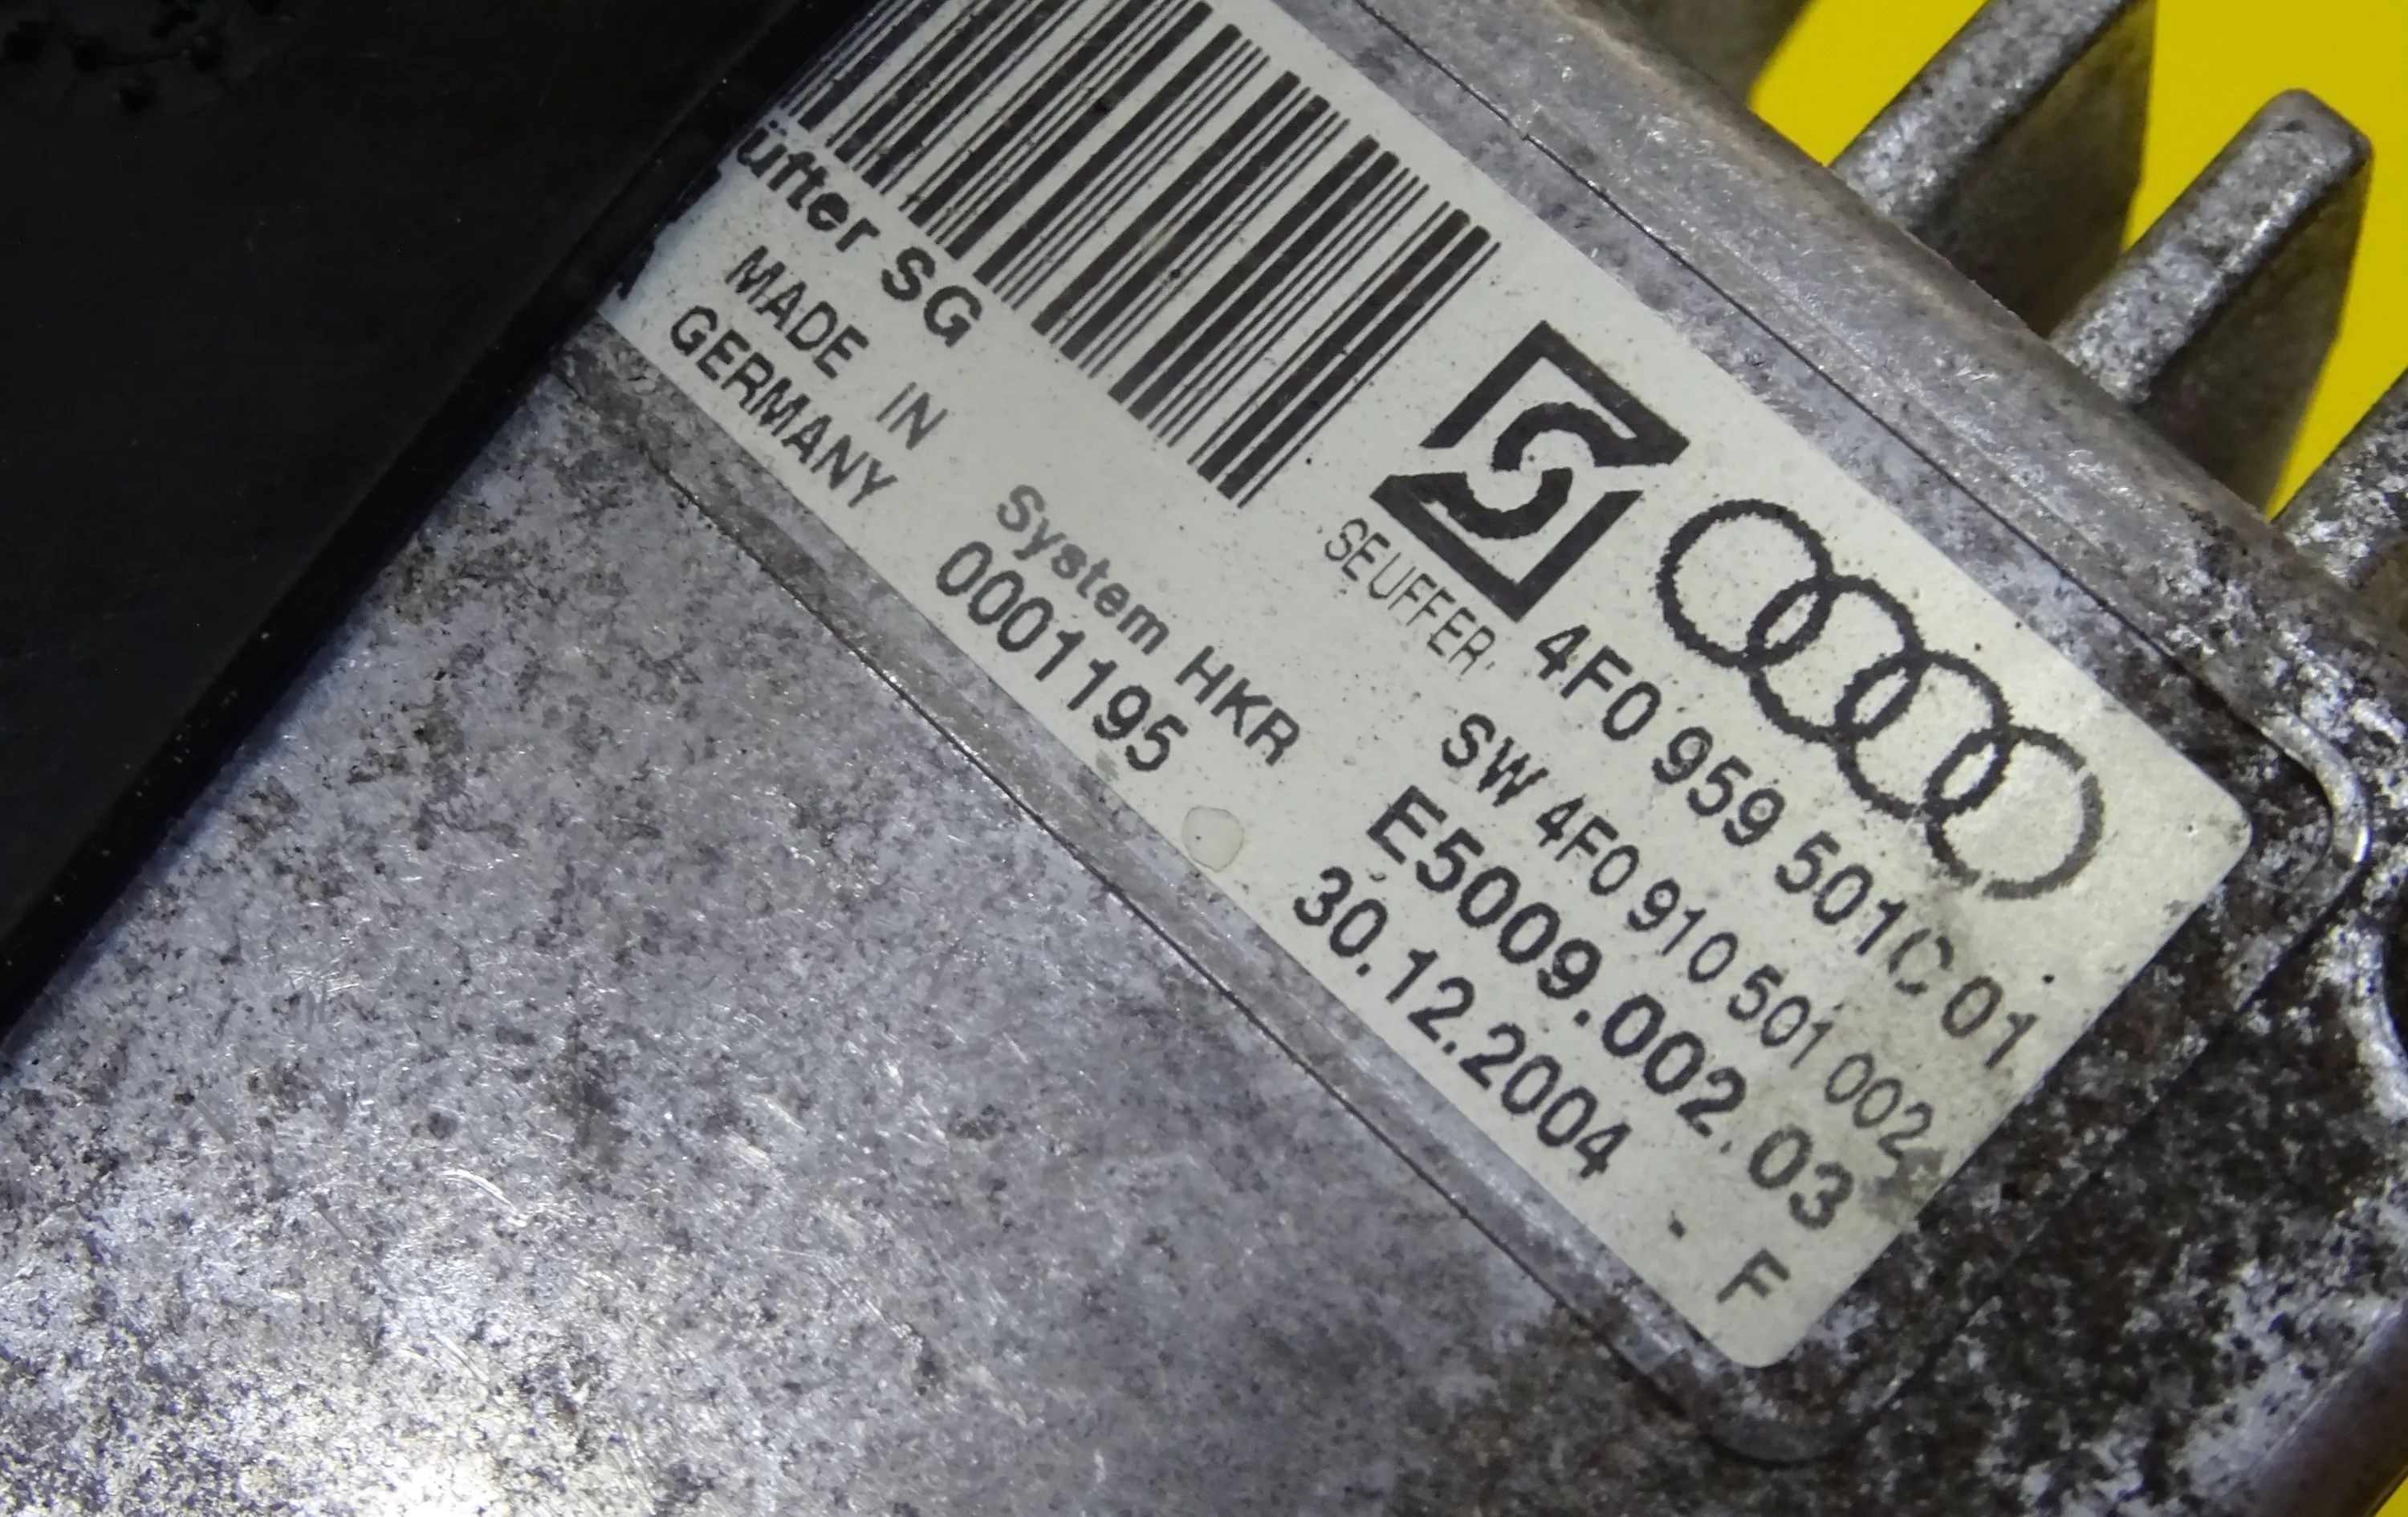 SEUFFER
4F0 959 501C 01
SW 4F0 910 501 002
E5009.002.03
30.12.2004 - F
üfter SG
System HKR
MADE IN
GERMANY
0001195